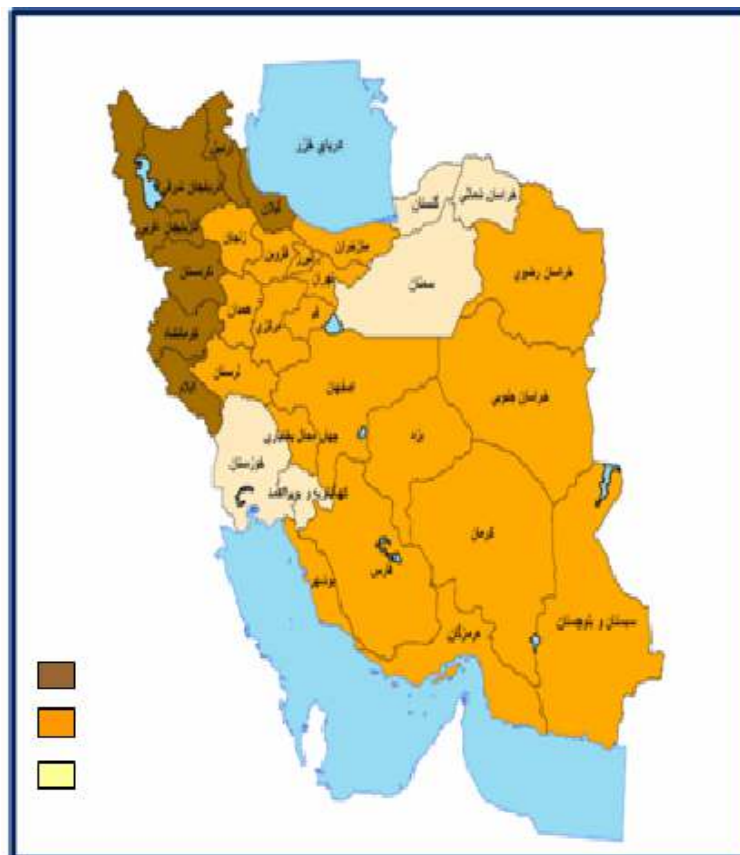 دریای خزر
اردبیل
آذربایجان شرقی
گیلان
آذربایجان غربی
خراسان شمالی
گلستان
مازندران
زنجان
قزوین
تهران
کردستان
سمنان
خراسان رضوی
قم
همدان
مرکزی
کرمانشاه
لرستان
ایلام
اصفهان
خراسان جنوبی
یزد
چهار محال بختیاری
خوزستان
کهگیلویه و بویراحمد
کرمان
فارس
بوشهر
سیستان و بلوچستان
هرمزگان